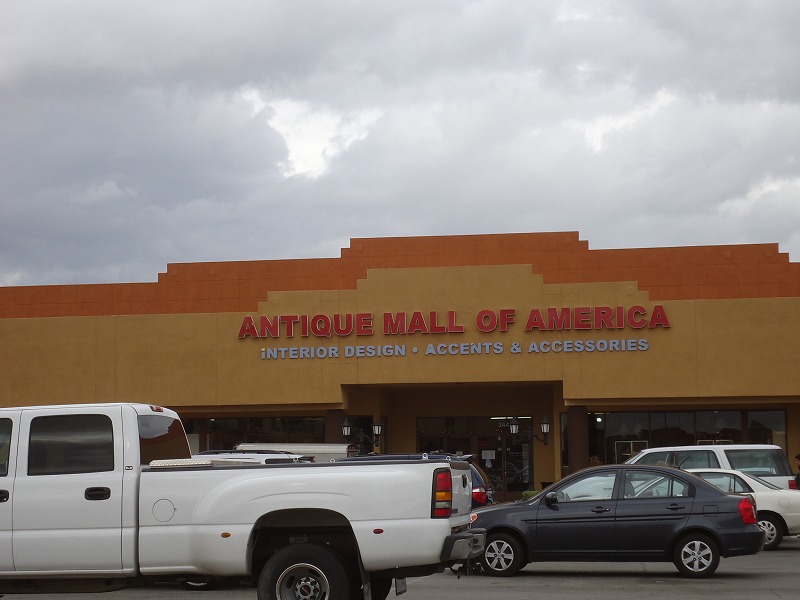 ANTIQUE MALL OF AMERICA
iNTERIOR DESIGN • ACCENTS & ACCESSORIES